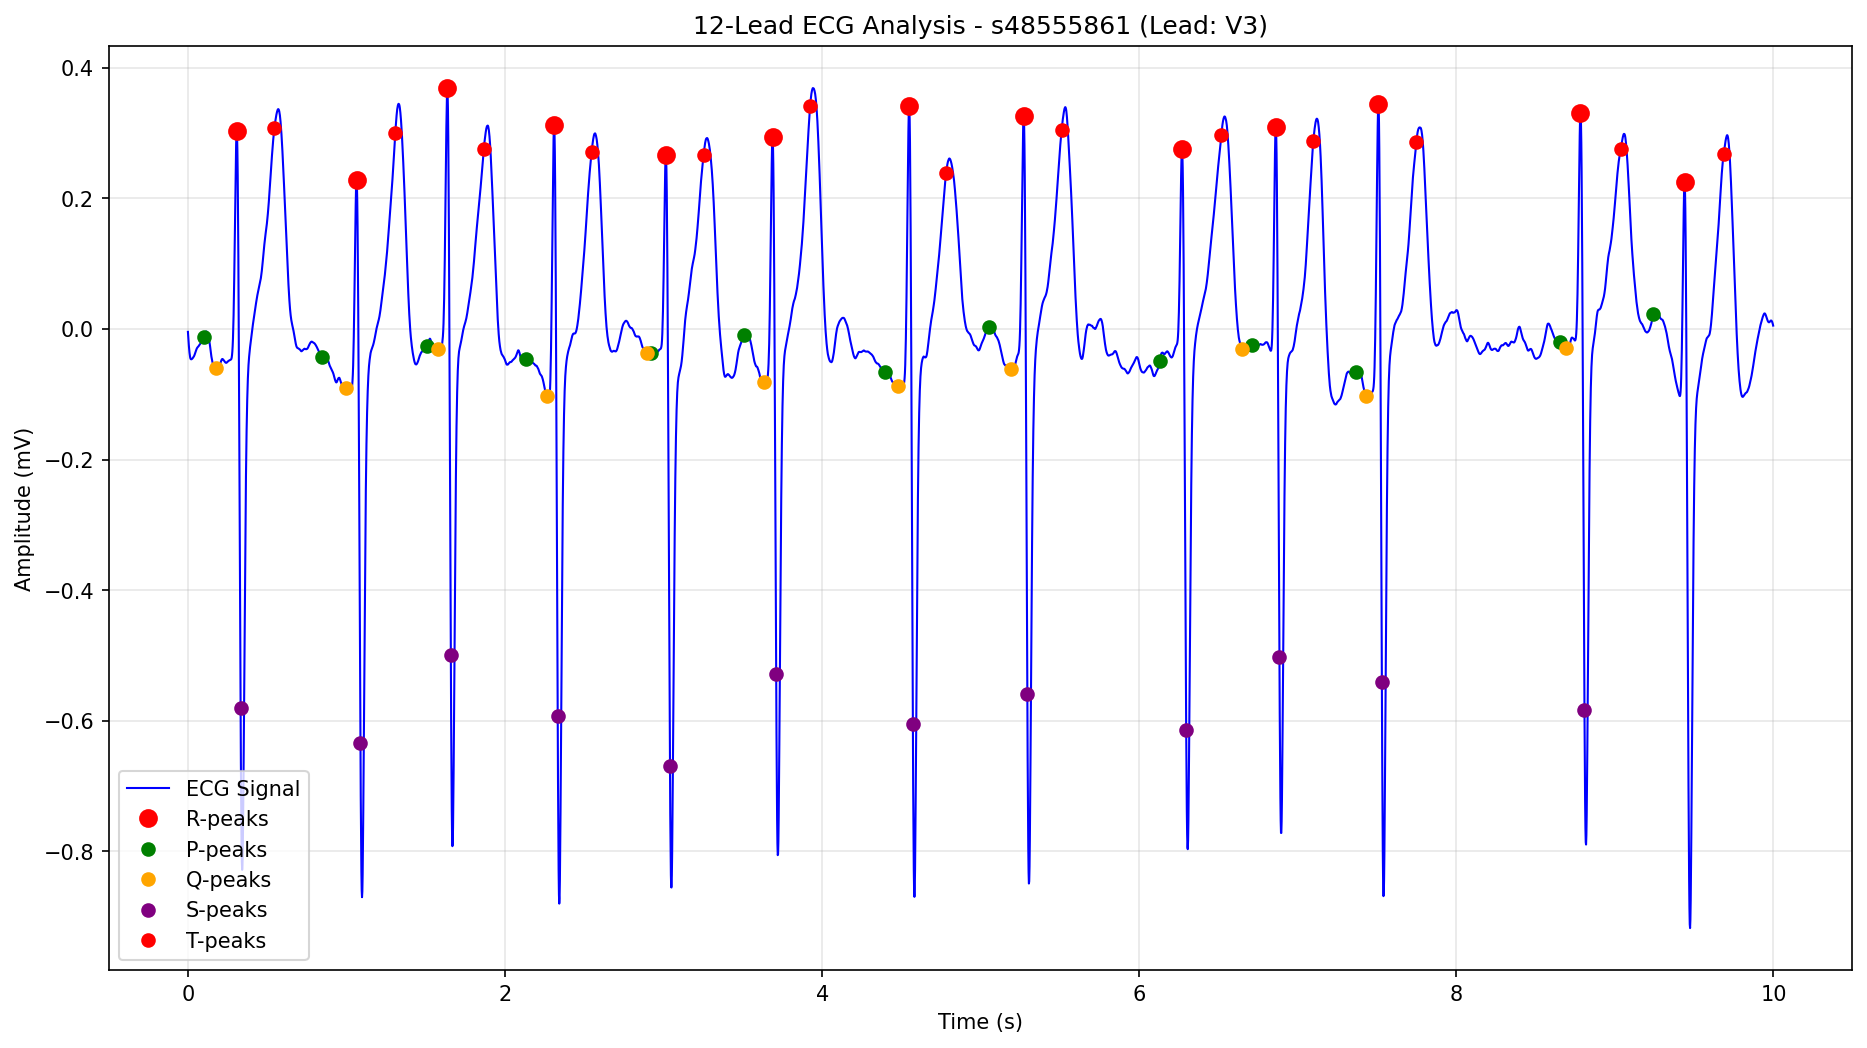 12-Lead ECG Analysis - s48555861 (Lead: V3)
0.4
0.2
0.0
−0.2
−0.4
−0.6
−0.8
Amplitude (mV)
ECG Signal
R-peaks
P-peaks
Q-peaks
S-peaks
T-peaks
0 2 4 6 8 10
Time (s)